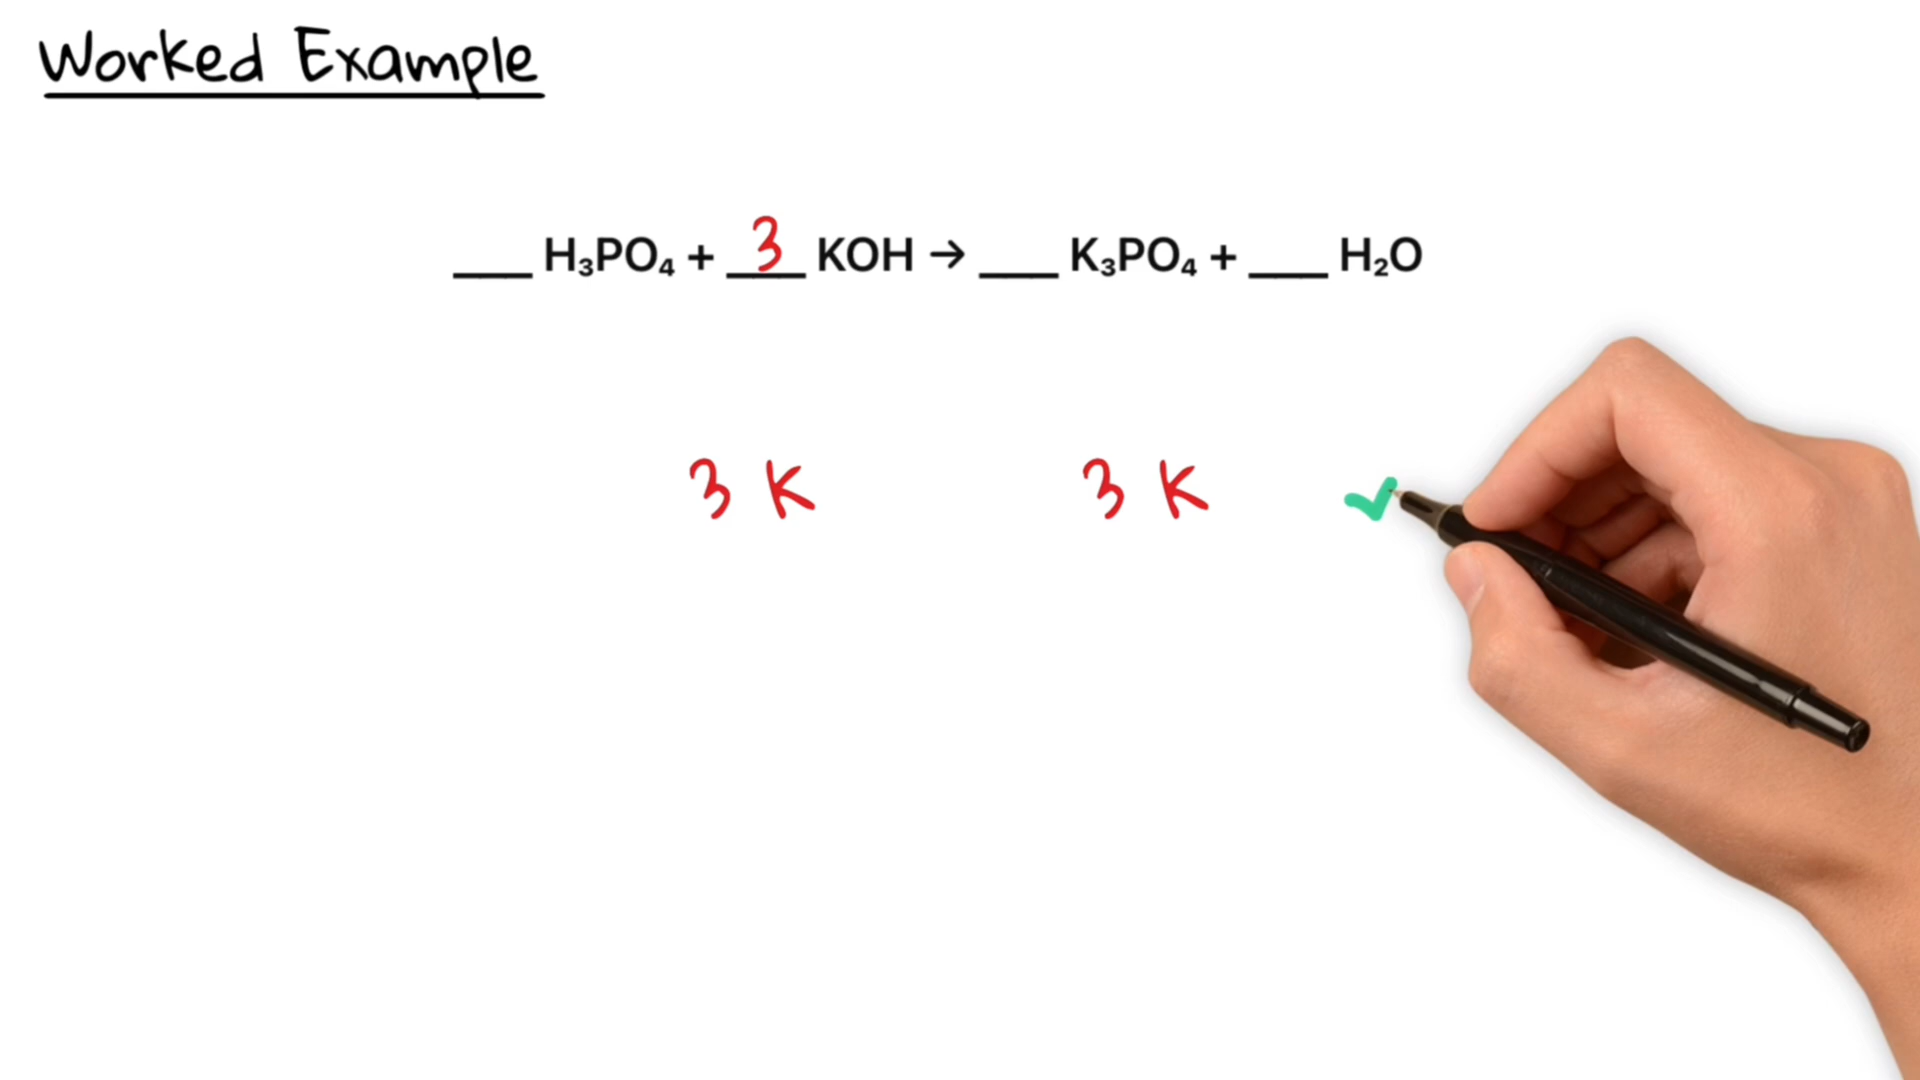 Worked Example
___ H₃PO₄ + 3 KOH → ___ K₃PO₄ + ___ H₂O
3 K 3 K ✓